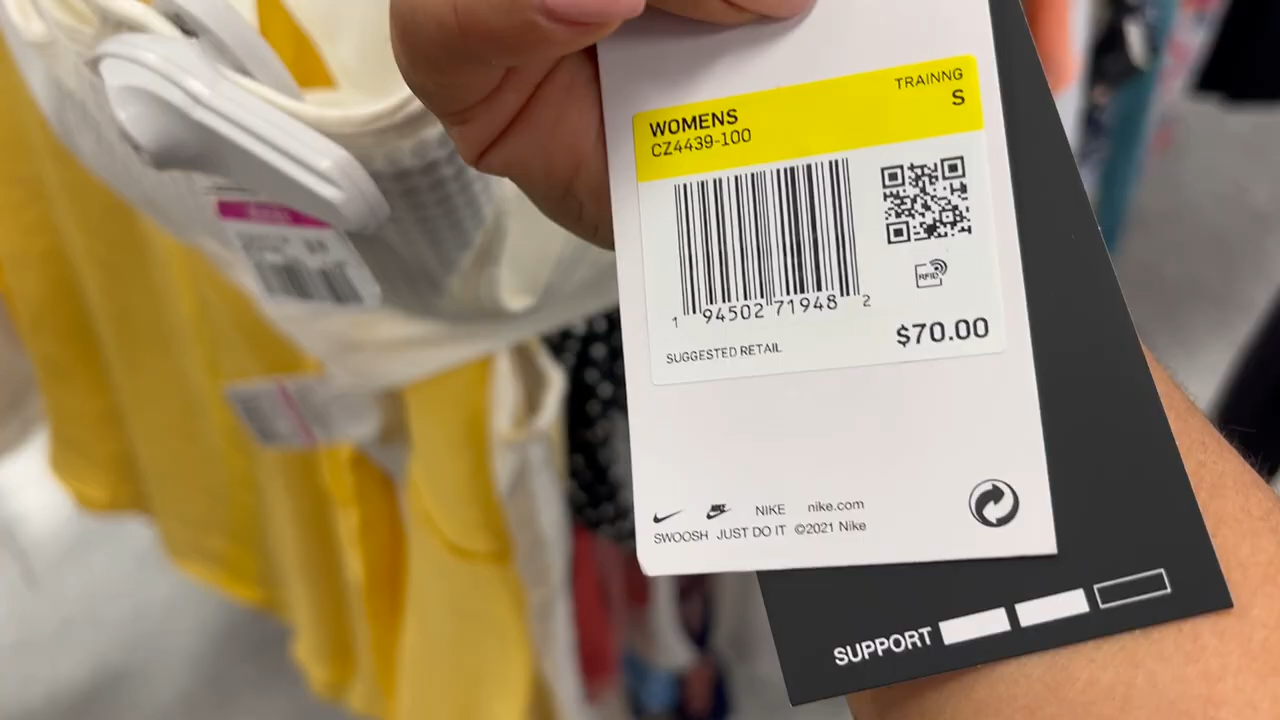 TRAINNG
WOMENS S
CZ4439-100
RFID
1 94502 71948 2
SUGGESTED RETAIL $70.00
NIKE nike.com
SWOOSH JUST DO IT ©2021 Nike
SUPPORT